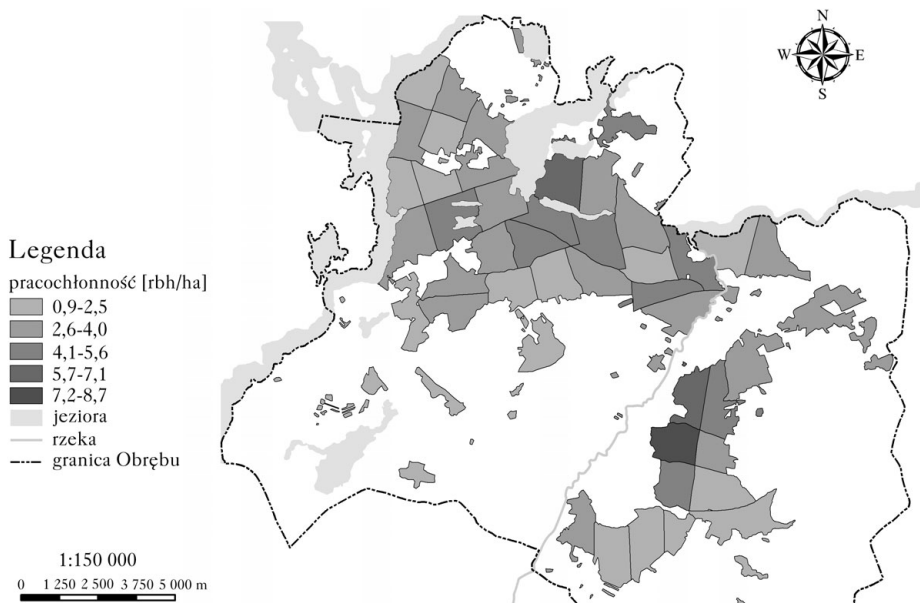 N
W E
S
Legenda
pracochłonność [rbh/ha]
0,9-2,5
2,6-4,0
4,1-5,6
5,7-7,1
7,2-8,7
jeziora
rzeka
granica Obrębu
1:150 000
0 1 250 2 500 3 750 5 000 m